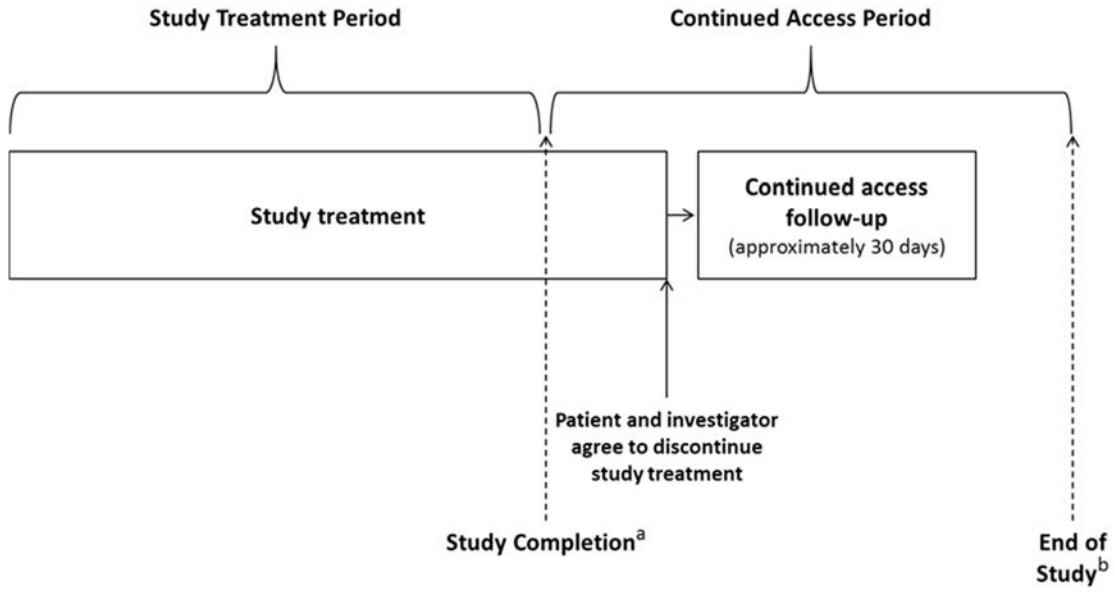 Study Treatment Period
Continued Access Period
Study treatment
Continued access
follow-up
(approximately 30 days)
Patient and investigator
agree to discontinue
study treatment
Study Completionᵃ
End of
Studyᵇ